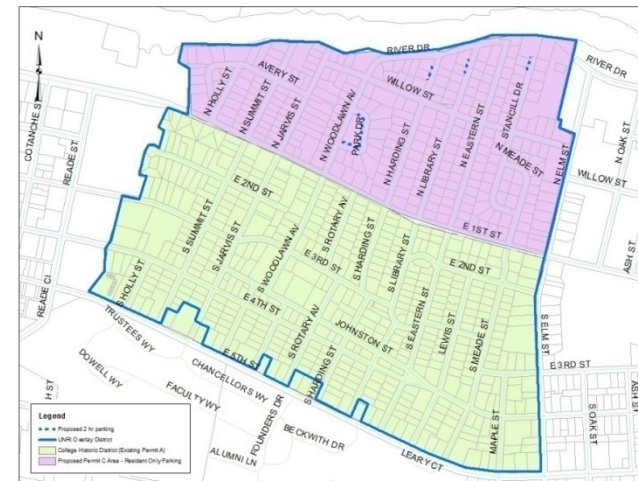 N
RIVER DR
RIVER DR
AVERY ST
WILLOW ST
N HOLLY ST
N SUMMIT ST
N JARVIS ST
N WOODLAWN AV
PARK DR
N HARDING ST
N LIBRARY ST
N EASTERN ST
STANCILL DR
N MEADE ST
N ELM ST
N OAK ST
WILLOW ST
COTANCHE S
READE ST
E 2ND ST
E 1ST ST
ASH ST
S SUMMIT ST
S JARVIS ST
S WOODLAWN AV
S ROTARY AV
E 3RD ST
S HARDING ST
S LIBRARY ST
E 2ND ST
S HOLLY ST
E 4TH ST
JOHNSTON ST
S EASTERN ST
LEWIS ST
S MEADE ST
S ELM ST
READE CI
TRUSTEES WY
E 5TH ST
S ROTARY AV
S HARDING ST
MAPLE ST
E 3RD ST
S OAK ST
ASH ST
DOWELL WY
CHANCELLORS WY
FACULTY WY
FOUNDERS DR
BECKWITH DR
LEARY CT
ALUMNI LN
H ST
Legend
Proposed 2 hr parking
UNRI Overlay District
College Historic District (Existing Permit A)
Proposed Permit C Area - Resident Only Parking